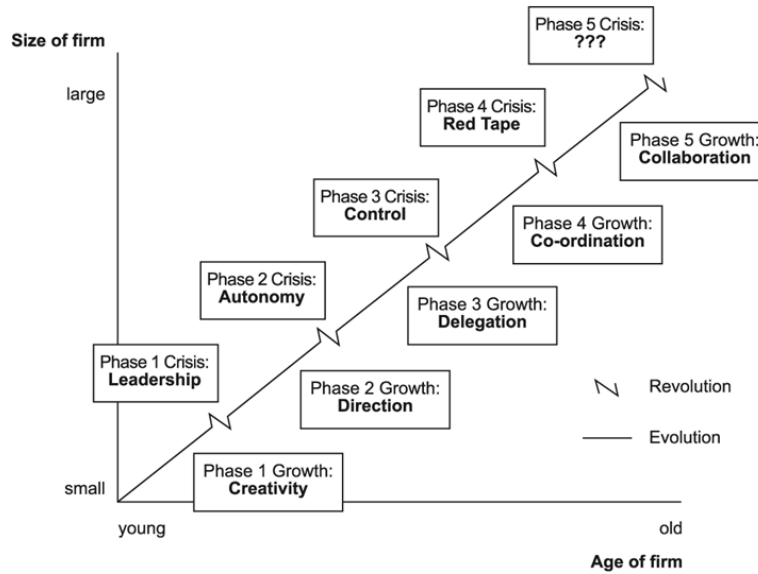 Phase 5 Crisis:
???
Size of firm
large
Phase 4 Crisis:
Red Tape
Phase 5 Growth:
Collaboration
Phase 3 Crisis:
Control
Phase 4 Growth:
Co-ordination
Phase 2 Crisis:
Autonomy
Phase 3 Growth:
Delegation
Phase 1 Crisis:
Leadership
Phase 2 Growth:
Direction
Revolution
Evolution
Phase 1 Growth:
Creativity
small
young
old
Age of firm